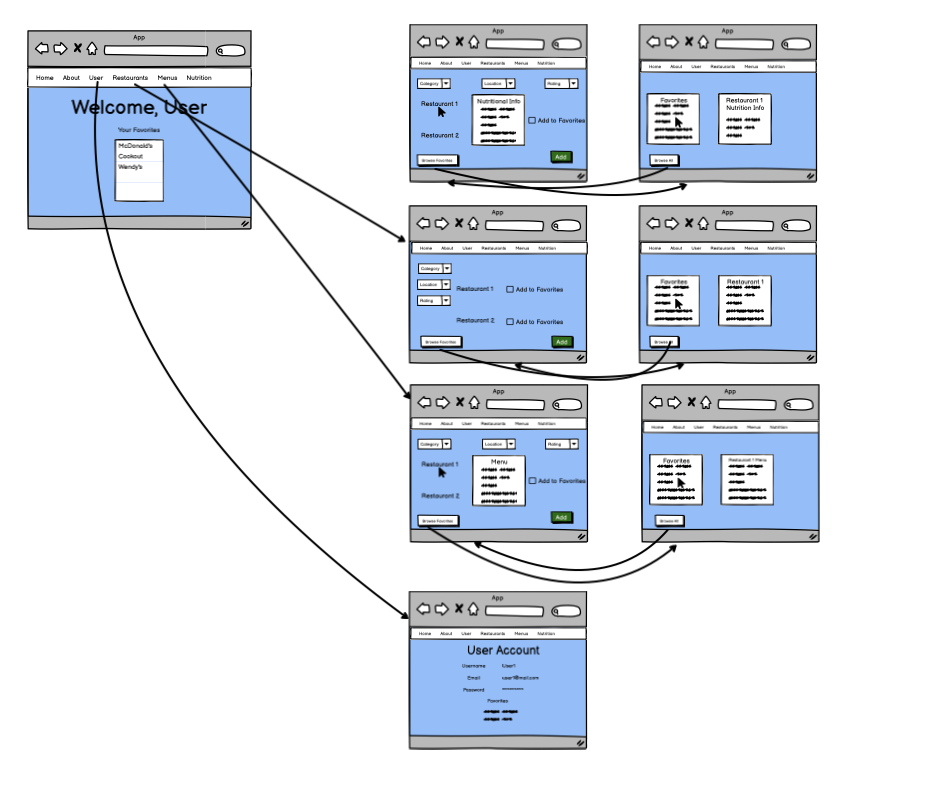 App
Home About User Restaurants Menus Nutrition
Welcome, User
Your Favorites
McDonald's
Cookout
Wendy's
App
Home About User Restaurants Menus Nutrition
Category Location Rating
Restaurant 1
Nutritional Info
Add to Favorites
Restaurant 2
Browse Favorites
Add
App
Home About User Restaurants Menus Nutrition
Favorites
Restaurant 1
Nutrition Info
Browse All
App
Home About User Restaurants Menus Nutrition
Category
Location
Rating
Restaurant 1 Add to Favorites
Restaurant 2 Add to Favorites
Browse Favorites
Add
App
Home About User Restaurants Menus Nutrition
Favorites
Restaurant 1
Browse All
App
Home About User Restaurants Menus Nutrition
Category Location Rating
Restaurant 1
Menu
Add to Favorites
Restaurant 2
Browse Favorites
Add
App
Home About User Restaurants Menus Nutrition
Favorites
Restaurant 1 Menu
Browse All
App
Home About User Restaurants Menus Nutrition
User Account
Username User1
Email user1@mail.com
Password **********
Favorites